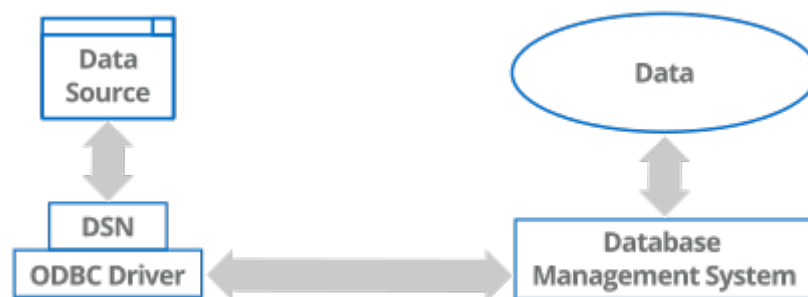 Data
Source
Data
DSN
ODBC Driver
Database
Management System